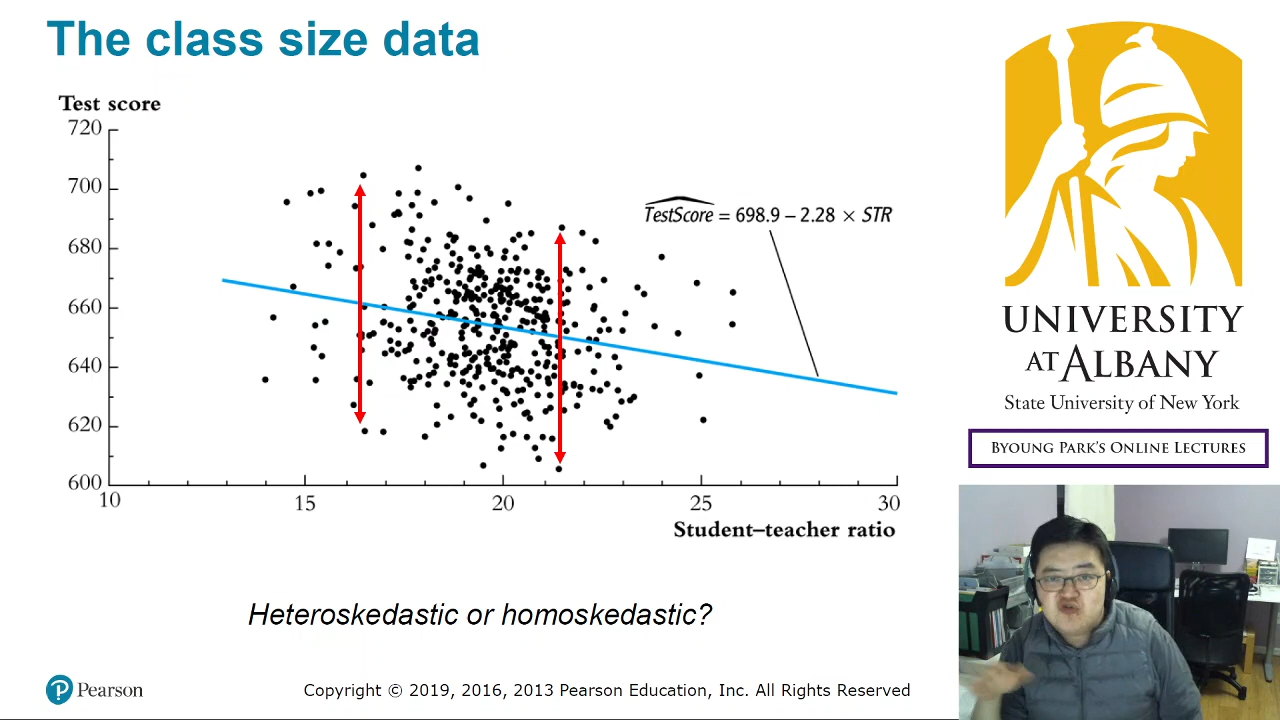 The class size data
Test score
720
700
680
660
640
620
600
10
15
20
25
30
Student–teacher ratio
TestScore = 698.9 – 2.28 × STR
Heteroskedastic or homoskedastic?
P Pearson
Copyright © 2019, 2016, 2013 Pearson Education, Inc. All Rights Reserved
UNIVERSITY
AT ALBANY
State University of New York
BYOUNG PARK'S ONLINE LECTURES